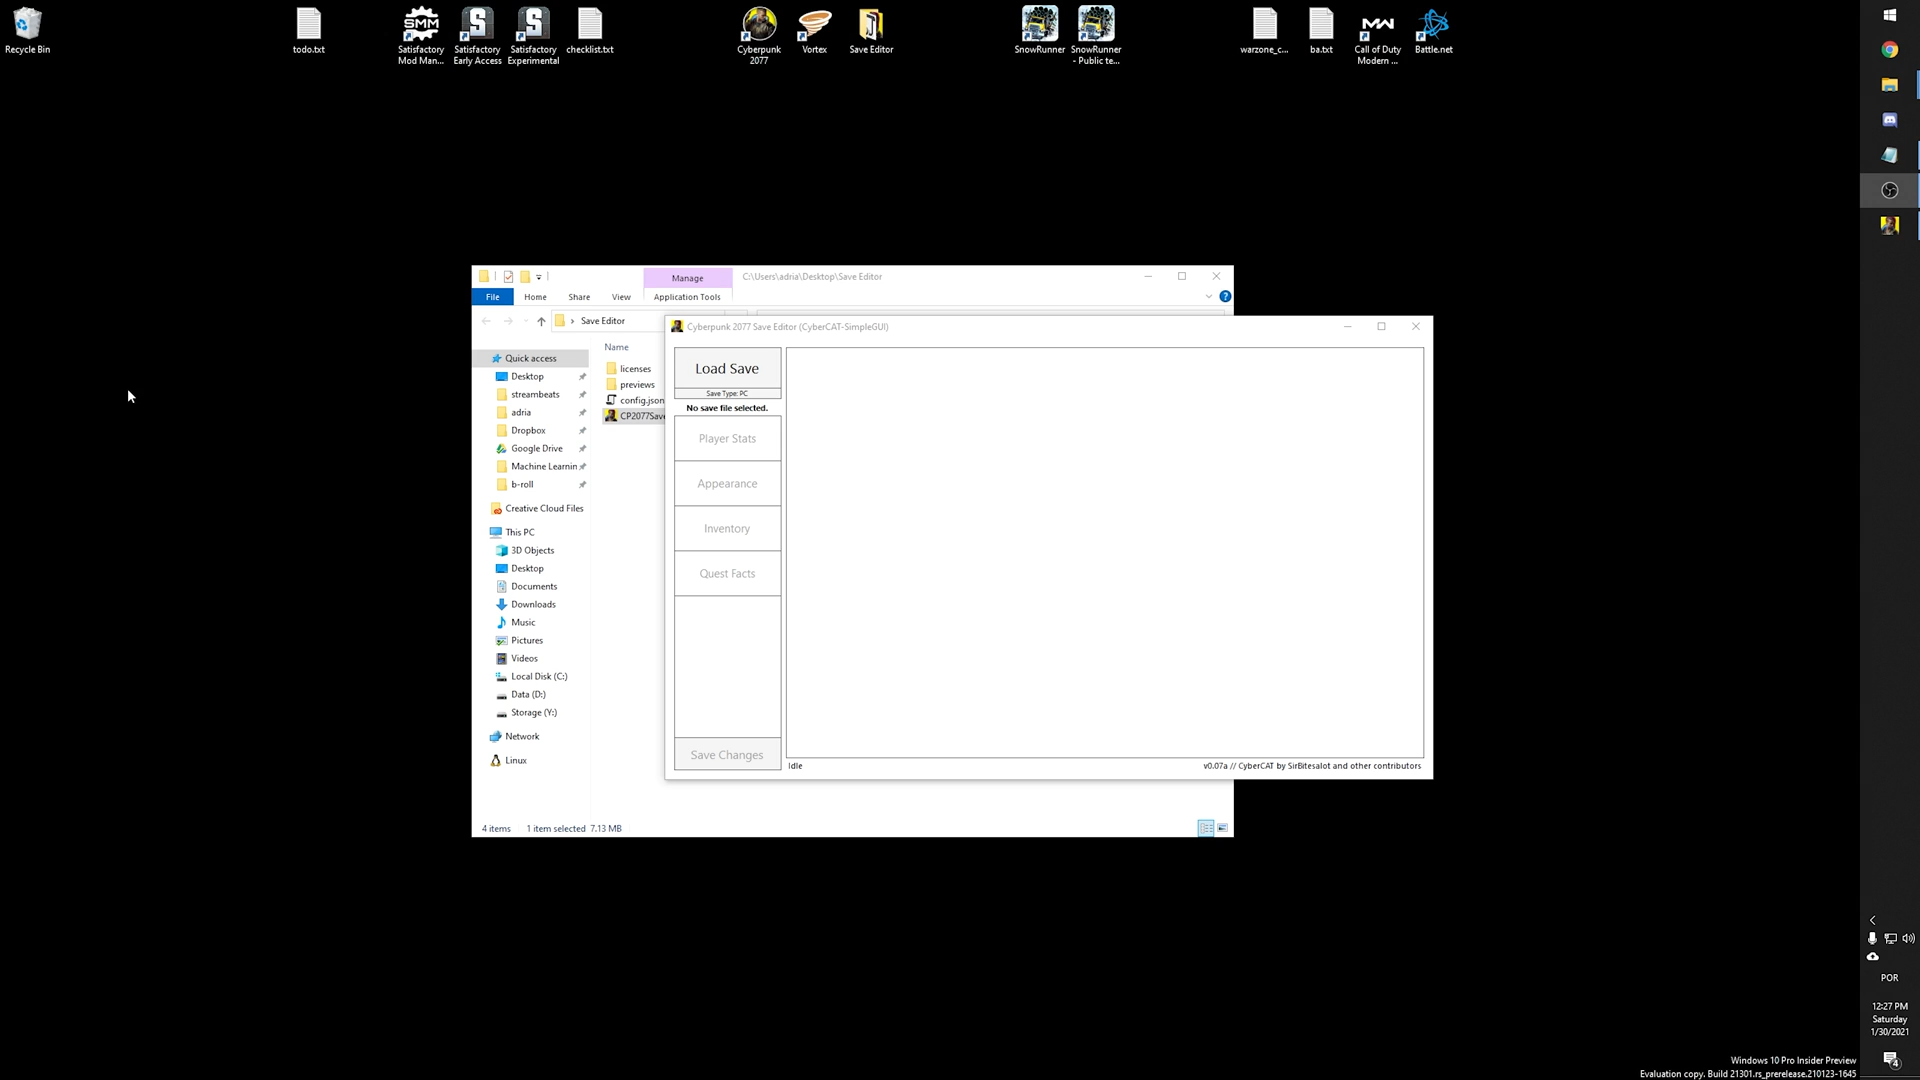 Recycle Bin
todo.txt
SMM
Satisfactory
Mod Man...
Satisfactory
Early Access
Satisfactory
Experimental
checklist.txt
Cyberpunk
2077
Vortex
Save Editor
SnowRunner
SnowRunner
- Public te...
warzone_c...
ba.txt
Call of Duty
Modern ...
Battle.net
Manage
C:\Users\adria\Desktop\Save Editor
File
Home
Share
View
Application Tools
Save Editor
Quick access
Desktop
streambeats
adria
Dropbox
Google Drive
Machine Learnin
b-roll
Creative Cloud Files
This PC
3D Objects
Desktop
Documents
Downloads
Music
Pictures
Videos
Local Disk (C:)
Data (D:)
Storage (Y:)
Network
Linux
Name
licenses
previews
config.json
CP2077Save
4 items
1 item selected 7.13 MB
Cyberpunk 2077 Save Editor (CyberCAT-SimpleGUI)
Load Save
Save Type: PC
No save file selected.
Player Stats
Appearance
Inventory
Quest Facts
Save Changes
Idle
v0.07a // CyberCAT by SirBitesalot and other contributors
POR
12:27 PM
Saturday
1/30/2021
4
Windows 10 Pro Insider Preview
Evaluation copy. Build 21301.rs_prerelease.210123-1645